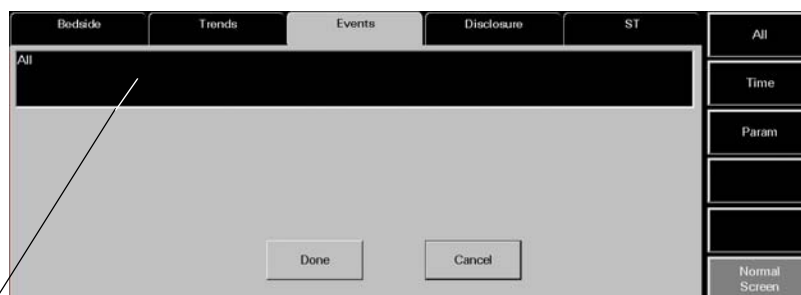 Bedside Trends Events Disclosure ST
All
All
Time
Param
Done Cancel
Normal
Screen